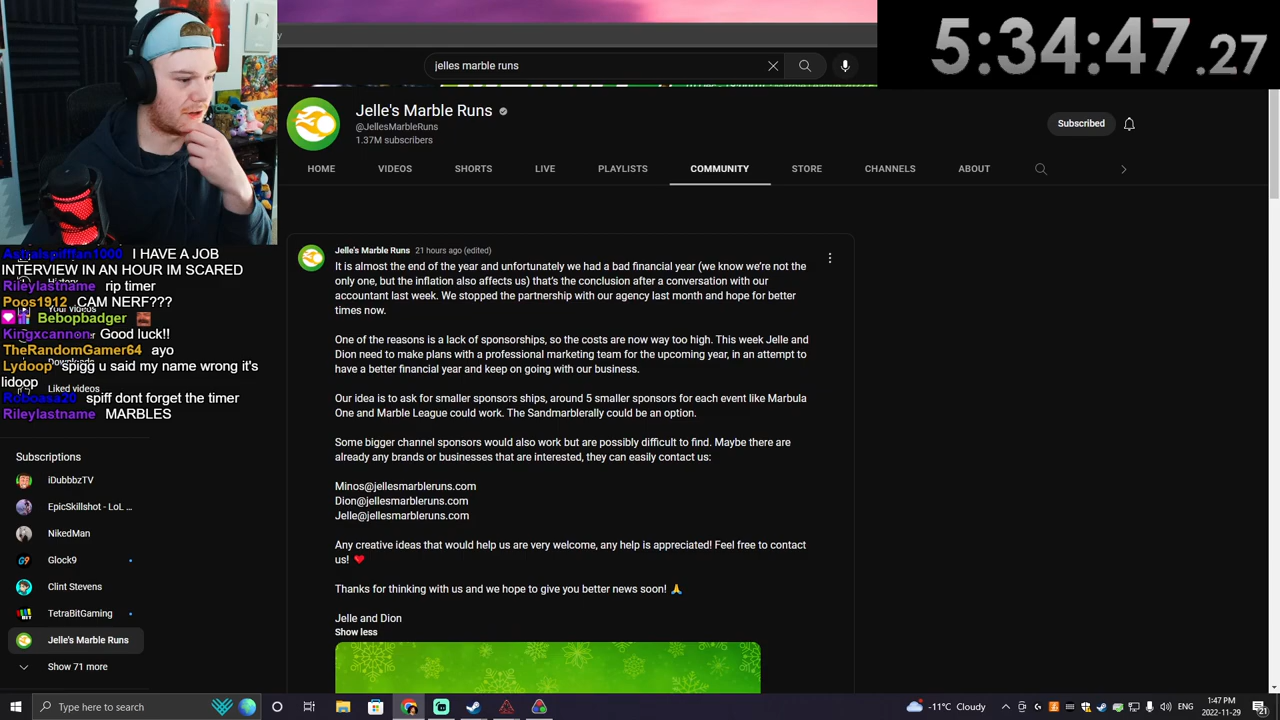 5:34:47.27
jelles marble runs
Jelle's Marble Runs
@JellesMarbleRuns
1.37M subscribers
Subscribed
HOME VIDEOS SHORTS LIVE PLAYLISTS COMMUNITY STORE CHANNELS ABOUT
Jelle's Marble Runs 21 hours ago (edited)
It is almost the end of the year and unfortunately we had a bad financial year (we know we're not the
only one, but the inflation also affects us) that's the conclusion after a conversation with our
accountant last week. We stopped the partnership with our agency last month and hope for better
times now.
One of the reasons is a lack of sponsorships, so the costs are now way too high. This week Jelle and
Dion need to make plans with a professional marketing team for the upcoming year, in an attempt to
have a better financial year and keep on going with our business.
Our idea is to ask for smaller sponsors ships, around 5 smaller sponsors for each event like Marbula
One and Marble League could work. The Sandmarblerally could be an option.
Some bigger channel sponsors would also work but are possibly difficult to find. Maybe there are
already any brands or businesses that are interested, they can easily contact us:
Minos@jellesmarbleruns.com
Dion@jellesmarbleruns.com
Jelle@jellesmarbleruns.com
Any creative ideas that would help us are very welcome, any help is appreciated! Feel free to contact
us! ❤️
Thanks for thinking with us and we hope to give you better news soon! 🙏
Jelle and Dion
Show less
Astralspifffan1000 I HAVE A JOB
INTERVIEW IN AN HOUR IM SCARED
Rileylastname rip timer
Poos1912 CAM NERF???
Bebopbadger
Kingxcannon Good luck!!
TheRandomGamer64 ayo
Lydoop spigg u said my name wrong it's
lidoop
Roboasa20 spiff dont forget the timer
Rileylastname MARBLES
Your videos
Liked videos
Subscriptions
iDubbbzTV
EpicSkillshot - LoL ...
NikedMan
Glock9
Clint Stevens
TetraBitGaming
Jelle's Marble Runs
Show 71 more
Type here to search
-11°C Cloudy
ENG
1:47 PM
2022-11-29
21